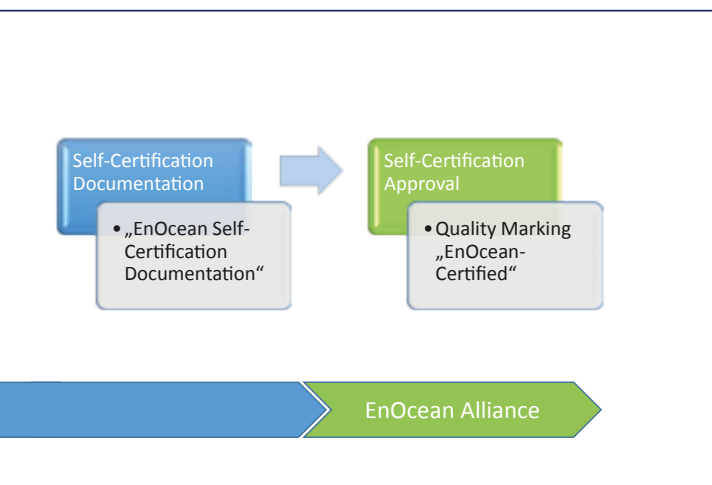 Self-Certification
Documentation
• „EnOcean Self-
Certification
Documentation“
Self-Certification
Approval
• Quality Marking
„EnOcean-
Certified“
EnOcean Alliance